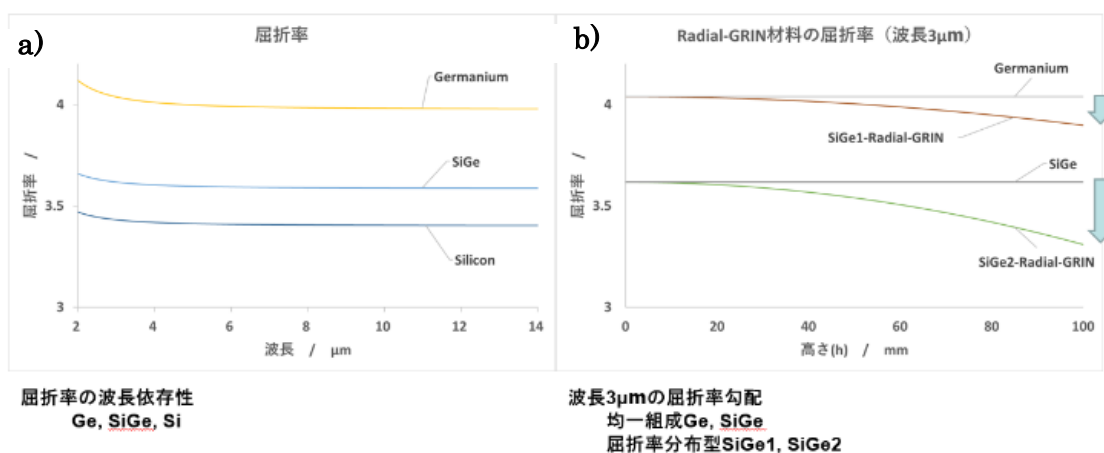 a)
屈折率
屈折率 /
4
3.5
3
Germanium
SiGe
Silicon
2
4
6
8
10
12
14
波長 / μm
屈折率の波長依存性
Ge, SiGe, Si
b)
Radial-GRIN材料の屈折率（波長3μm）
屈折率 /
4
3.5
3
Germanium
SiGe1-Radial-GRIN
SiGe
SiGe2-Radial-GRIN
0
20
40
60
80
100
高さ(h) / mm
波長3μmの屈折率勾配
均一組成Ge, SiGe
屈折率分布型SiGe1, SiGe2